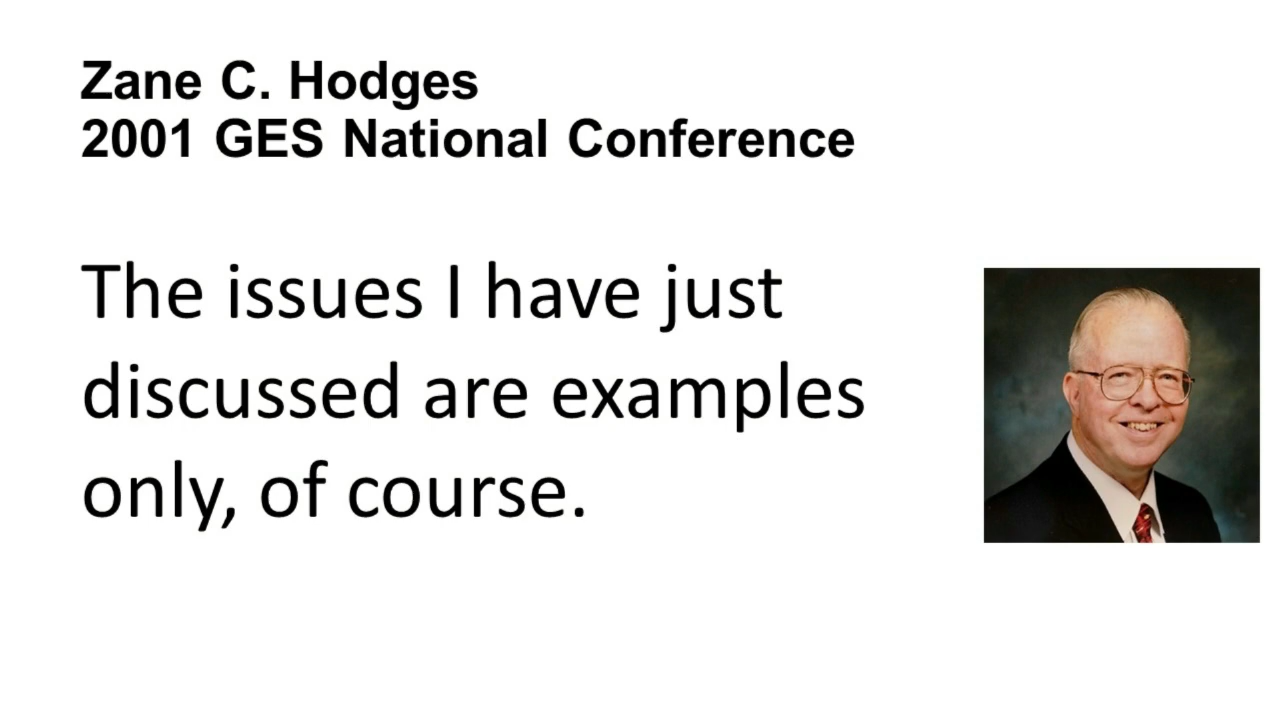 Zane C. Hodges
2001 GES National Conference
The issues I have just
discussed are examples
only, of course.